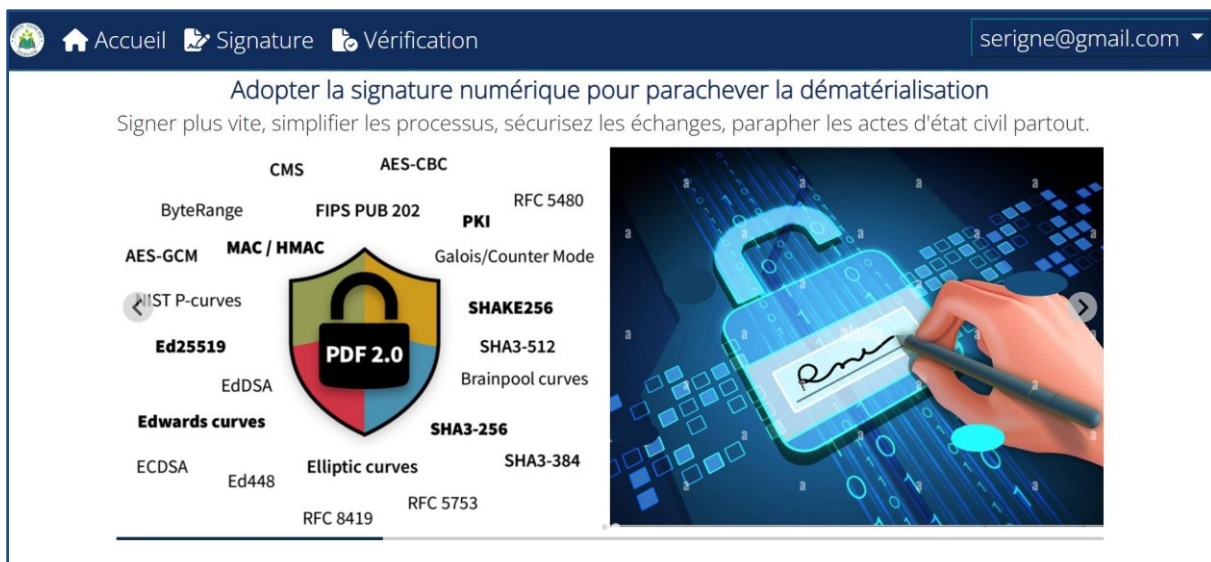 Accueil Signature Vérification serigne@gmail.com
Adopter la signature numérique pour parachever la dématérialisation
Signer plus vite, simplifier les processus, sécurisez les échanges, parapher les actes d'état civil partout.
CMS AES-CBC
ByteRange FIPS PUB 202 PKI RFC 5480
AES-GCM MAC / HMAC Galois/Counter Mode
NIST P-curves SHAKE256
Ed25519 PDF 2.0 SHA3-512
EdDSA Brainpool curves
Edwards curves SHA3-256
ECDSA Ed448 Elliptic curves SHA3-384
RFC 8419 RFC 5753